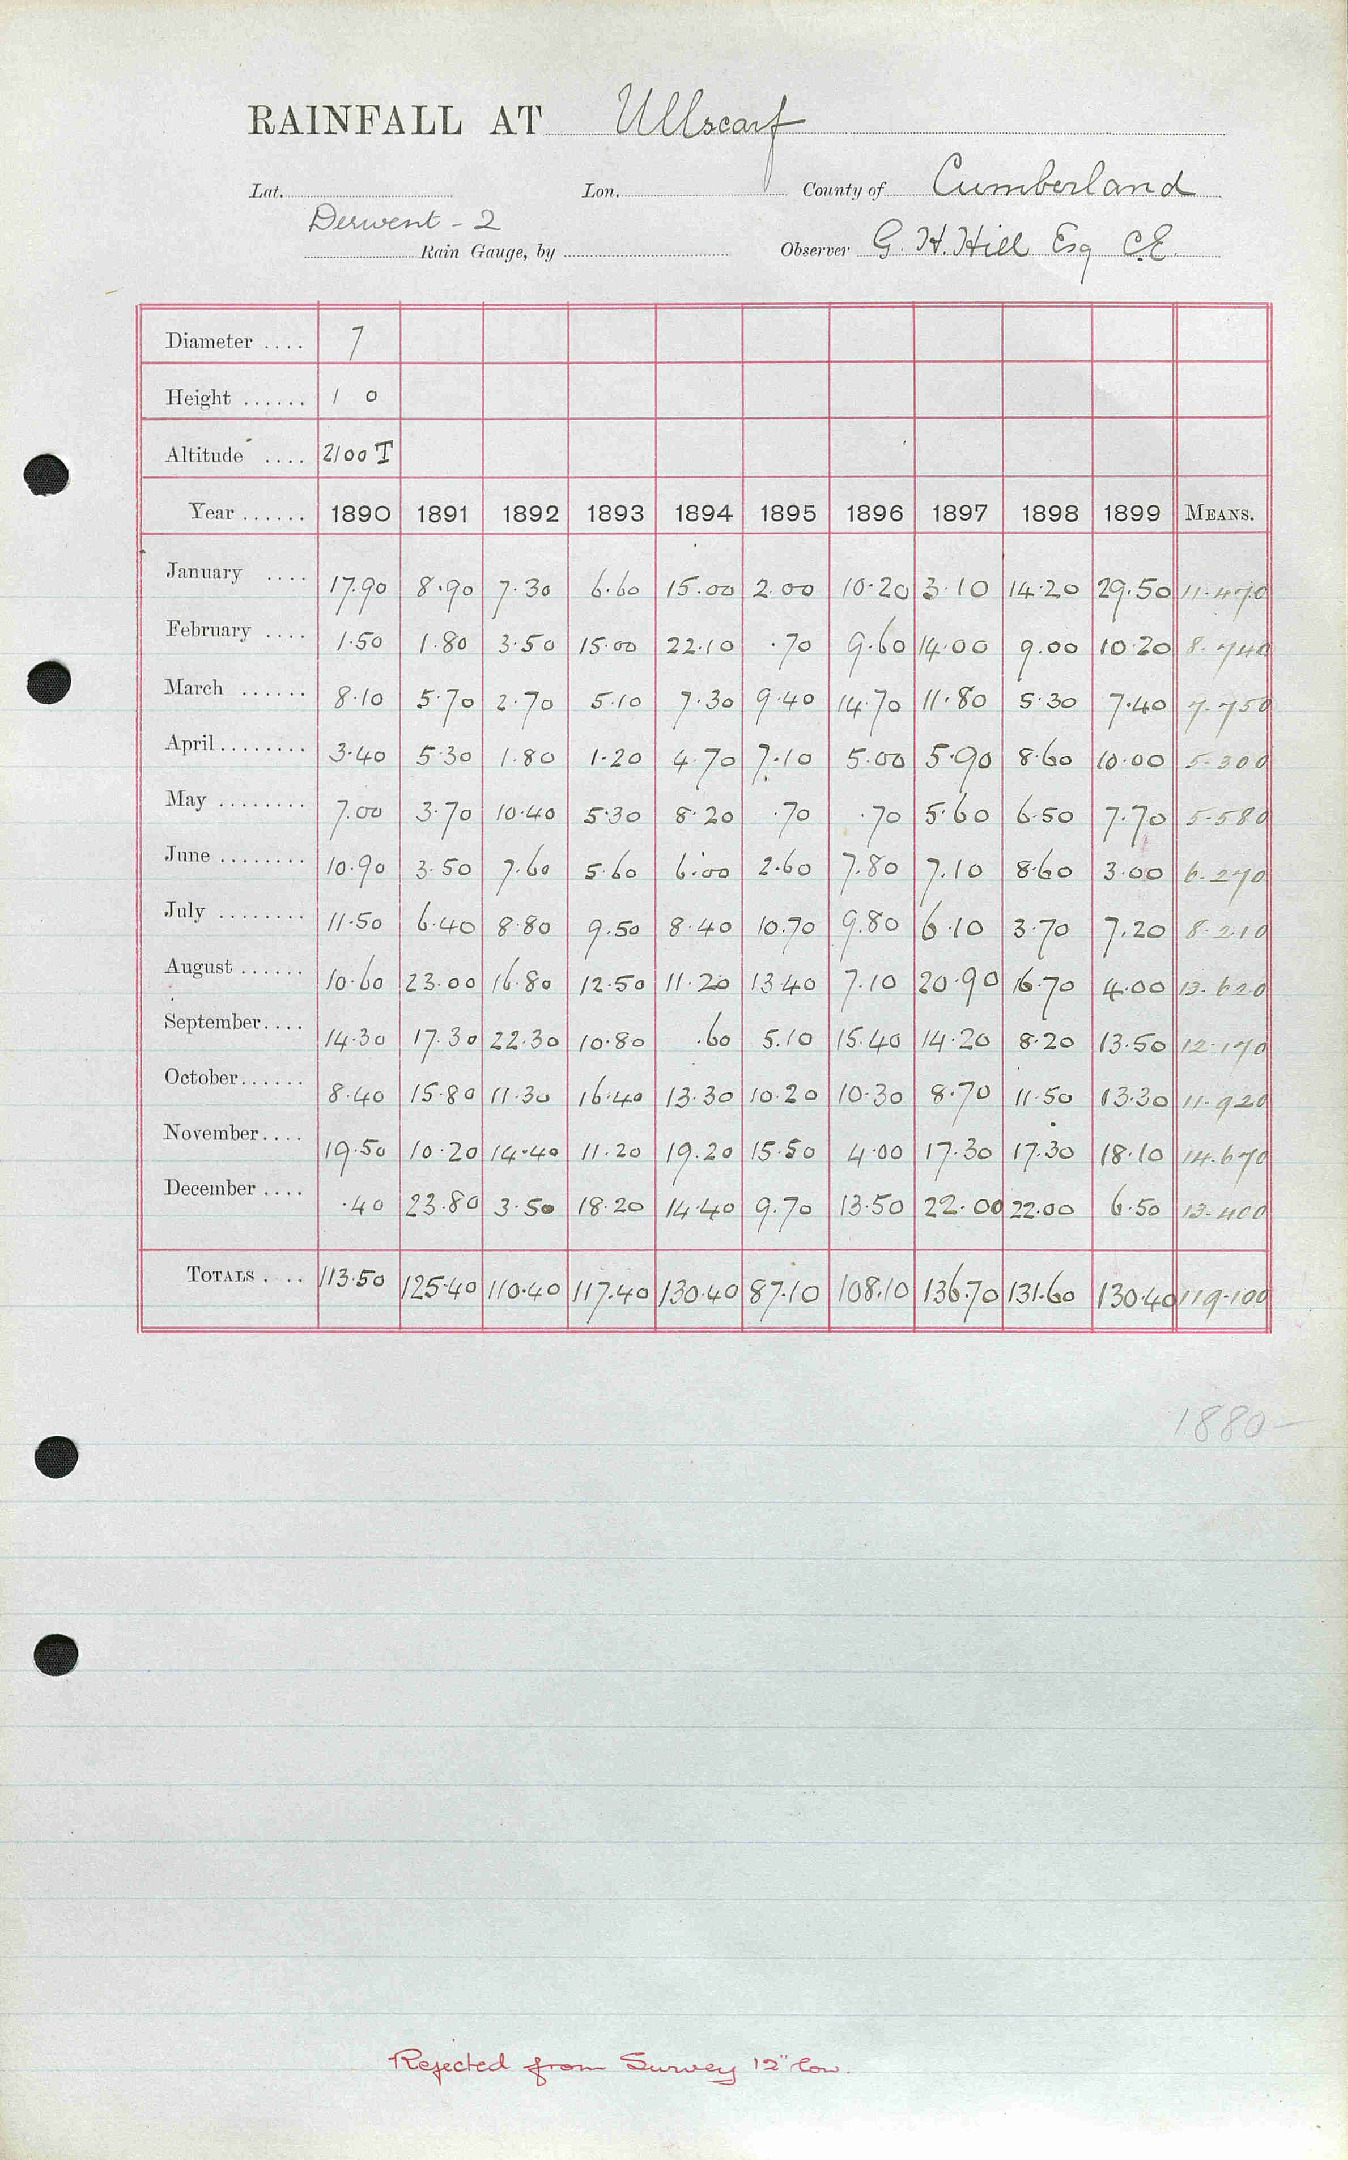 RAINFALL AT Ullscarf
Lat. Lon. County of Cumberland
Derwent - 2
Rain Gauge, by Observer G. H. Hill Esq C.E.
Diameter .... 7
Height ...... 1 0
Altitude .... 2100 T
Year ...... 1890 1891 1892 1893 1894 1895 1896 1897 1898 1899 MEANS.
January .... 17.90 8.90 7.30 6.60 15.00 2.00 10.20 3.10 14.20 29.50 11.470
February .... 1.50 1.80 3.50 15.00 22.10 .70 9.60 14.00 9.00 10.20 8.740
March ...... 8.10 5.70 2.70 5.10 7.30 9.40 14.70 11.80 5.30 7.40 7.750
April ........ 3.40 5.30 1.80 1.20 4.70 7.10 5.00 5.90 8.60 10.00 5.300
May ........ 7.00 3.70 10.40 5.30 8.20 .70 .70 5.60 6.50 7.70 5.580
June ........ 10.90 3.50 7.60 5.60 6.00 2.60 7.80 7.10 8.60 3.00 6.270
July ........ 11.50 6.40 8.80 9.50 8.40 10.70 9.80 6.10 3.70 7.20 8.210
August ...... 10.60 23.00 16.80 12.50 11.20 13.40 7.10 20.90 16.70 4.00 13.620
September.... 14.30 17.30 22.30 10.80 .60 5.10 15.40 14.20 8.20 13.50 12.170
October...... 8.40 15.80 11.30 16.40 13.30 10.20 10.30 8.70 11.50 13.30 11.920
November.... 19.50 10.20 14.40 11.20 19.20 15.50 4.00 17.30 17.30 18.10 14.670
December .... .40 23.80 3.50 18.20 14.40 9.70 13.50 22.00 22.00 6.50 13.400
TOTALS .... 113.50 125.40 110.40 117.40 130.40 87.10 108.10 136.70 131.60 130.40 119.100
1880-
Rejected from Survey 12" low.